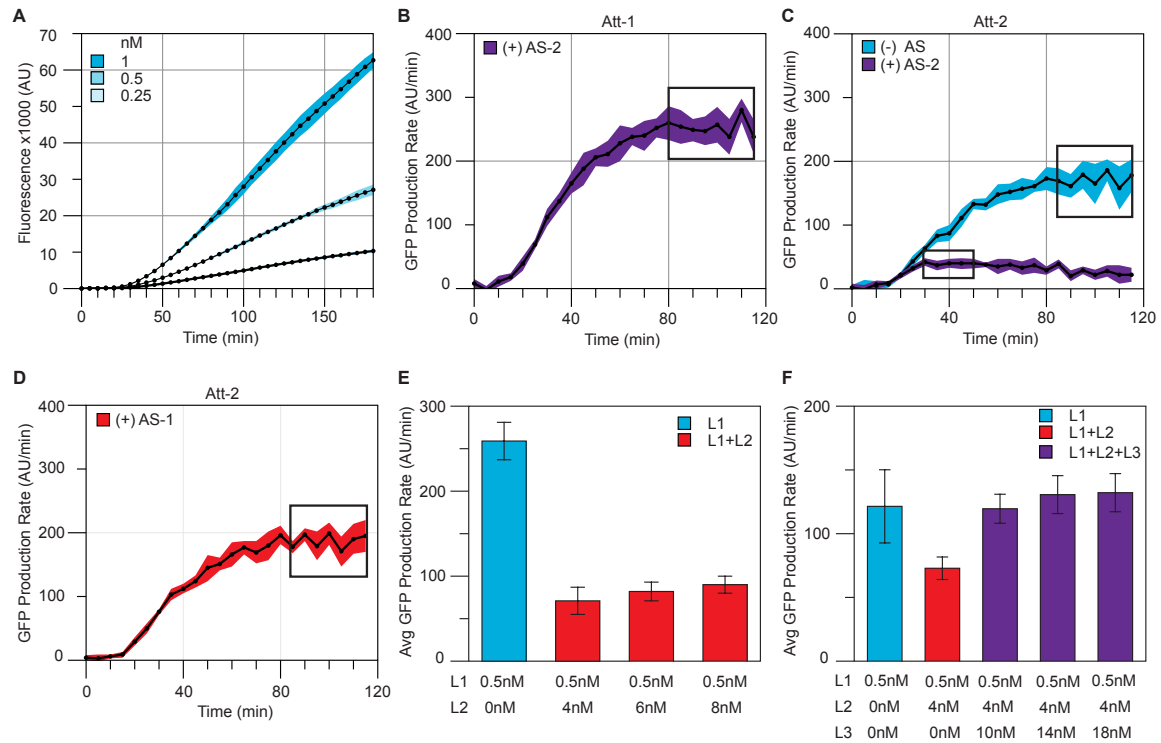 A
nM
1
0.5
0.25
Fluorescence x1000 (AU)
70
60
50
40
30
20
10
0
0 50 100 150
Time (min)
B
Att-1
(+) AS-2
GFP Production Rate (AU/min)
400
300
200
100
0
0 40 80 120
Time (min)
C
Att-2
(-) AS
(+) AS-2
GFP Production Rate (AU/min)
400
300
200
100
0
0 40 80 120
Time (min)
D
Att-2
(+) AS-1
GFP Production Rate (AU/min)
400
300
200
100
0
0 40 80 120
Time (min)
E
L1
L1+L2
Avg GFP Production Rate (AU/min)
300
200
100
0
L1 0.5nM 0.5nM 0.5nM 0.5nM
L2 0nM 4nM 6nM 8nM
F
L1
L1+L2
L1+L2+L3
Avg GFP Production Rate (AU/min)
200
100
0
L1 0.5nM 0.5nM 0.5nM 0.5nM 0.5nM
L2 0nM 4nM 4nM 4nM 4nM
L3 0nM 0nM 10nM 14nM 18nM